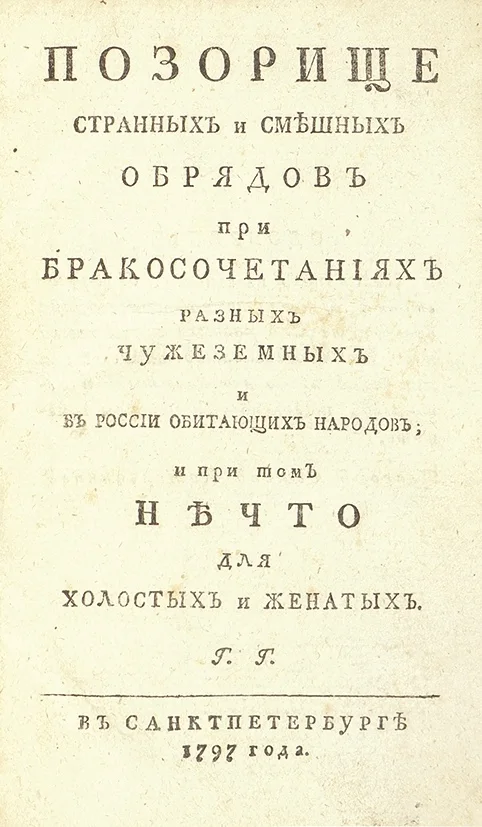 ПОЗОРИЩЕ
СТРАННЫХЪ и СМѢШНЫХЪ
ОБРЯДОВЪ
при
БРАКОСОЧЕТАНІЯХЪ
РАЗНЫХЪ
ЧУЖЕЗЕМНЫХЪ
И
ВЪ РОССІИ ОБИТАЮЩИХЪ НАРОДОВЪ;
и при томЪ
НѢЧТО
ДЛЯ
ХОЛОСТЫХЪ и ЖЕНАТЫХЪ.
Г. Г.
ВЪ САНКТПЕТЕРБУРГѢ
1797 года.